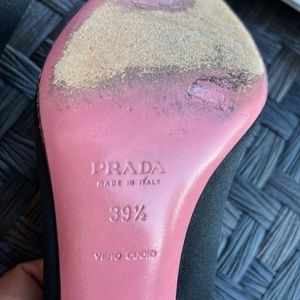 PRADA
MADE IN ITALY
39½
VERO CUOIO